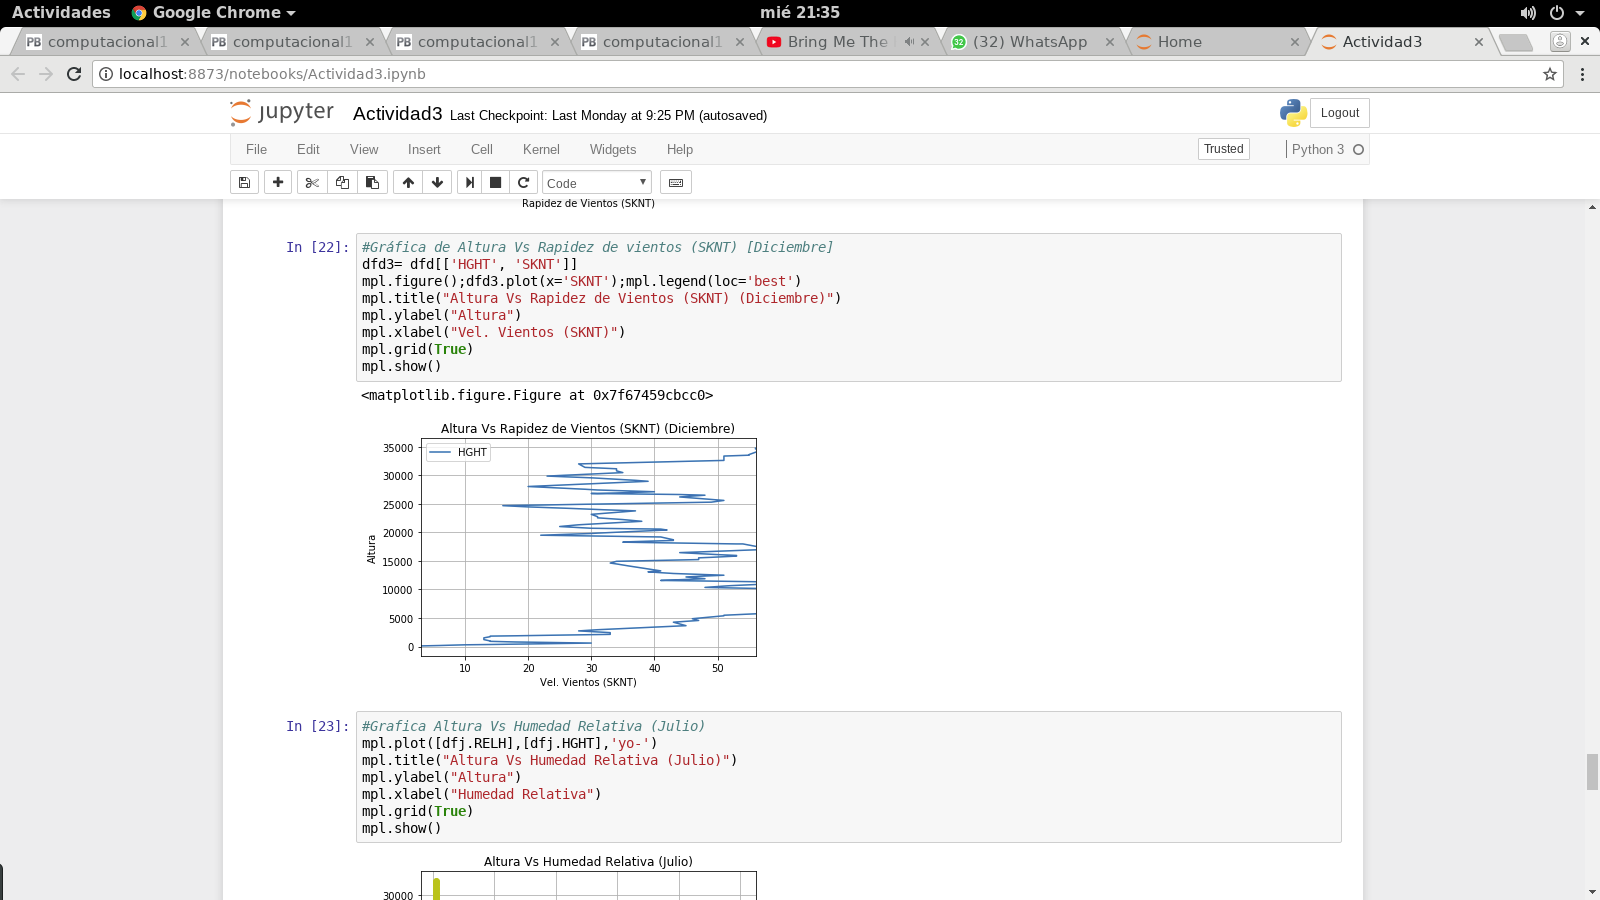 Actividades
Google Chrome
mié 21:35
PB computacional1
PB computacional1
PB computacional1
PB computacional1
Bring Me The
32 (32) WhatsApp
Home
Actividad3
localhost:8873/notebooks/Actividad3.ipynb
jupyter Actividad3 Last Checkpoint: Last Monday at 9:25 PM (autosaved)
Logout
File Edit View Insert Cell Kernel Widgets Help
Trusted
Python 3
Code
Rapidez de Vientos (SKNT)
In [22]:
#Gráfica de Altura Vs Rapidez de vientos (SKNT) [Diciembre]
dfd3= dfd[['HGHT', 'SKNT']]
mpl.figure();dfd3.plot(x='SKNT');mpl.legend(loc='best')
mpl.title("Altura Vs Rapidez de Vientos (SKNT) (Diciembre)")
mpl.ylabel("Altura")
mpl.xlabel("Vel. Vientos (SKNT)")
mpl.grid(True)
mpl.show()
<matplotlib.figure.Figure at 0x7f67459cbcc0>
Altura Vs Rapidez de Vientos (SKNT) (Diciembre)
HGHT
35000
30000
25000
20000
15000
10000
5000
0
Altura
10 20 30 40 50
Vel. Vientos (SKNT)
In [23]:
#Grafica Altura Vs Humedad Relativa (Julio)
mpl.plot([dfj.RELH],[dfj.HGHT],'yo-')
mpl.title("Altura Vs Humedad Relativa (Julio)")
mpl.ylabel("Altura")
mpl.xlabel("Humedad Relativa")
mpl.grid(True)
mpl.show()
Altura Vs Humedad Relativa (Julio)
30000